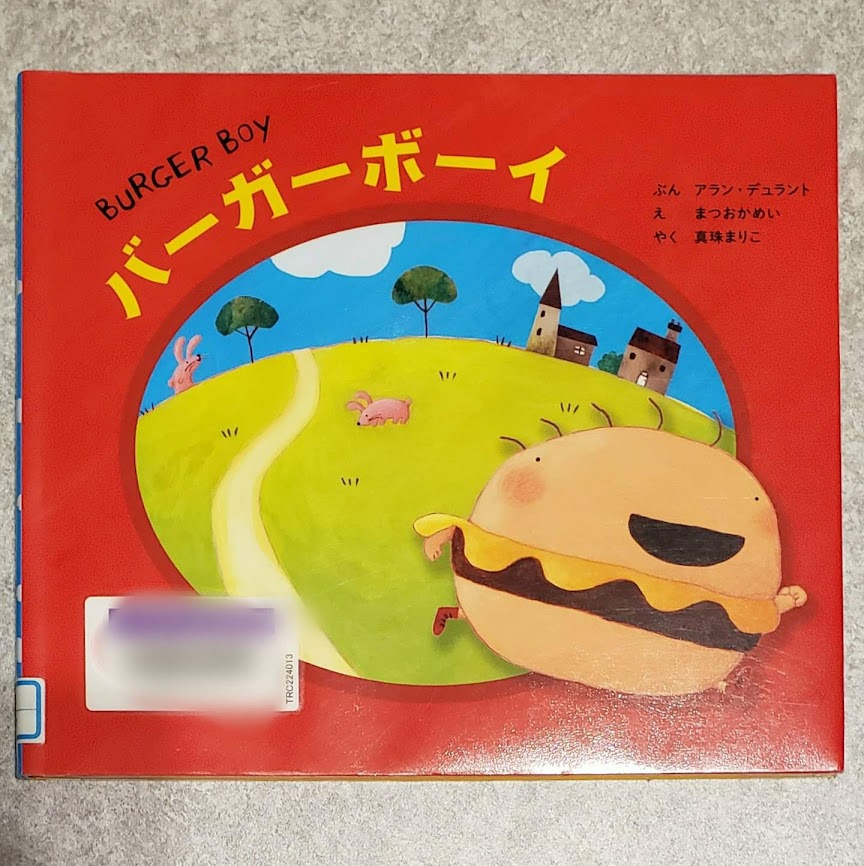 BURGER BOY
バーガーボーイ
ぶん　アラン・デュラント
え　まつおかめい
やく　真珠まりこ
TRC224013